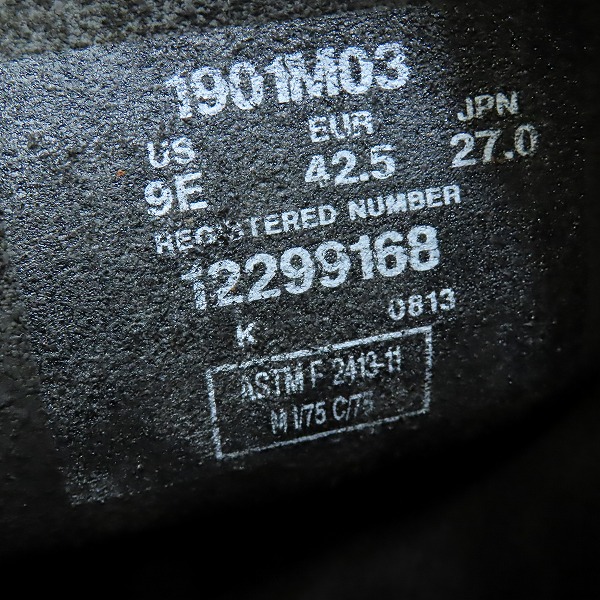 1901M03
US EUR JPN
9E 42.5 27.0
REGISTERED NUMBER
12299168
K 0813
ASTM F 2413-11
M I/75 C/75